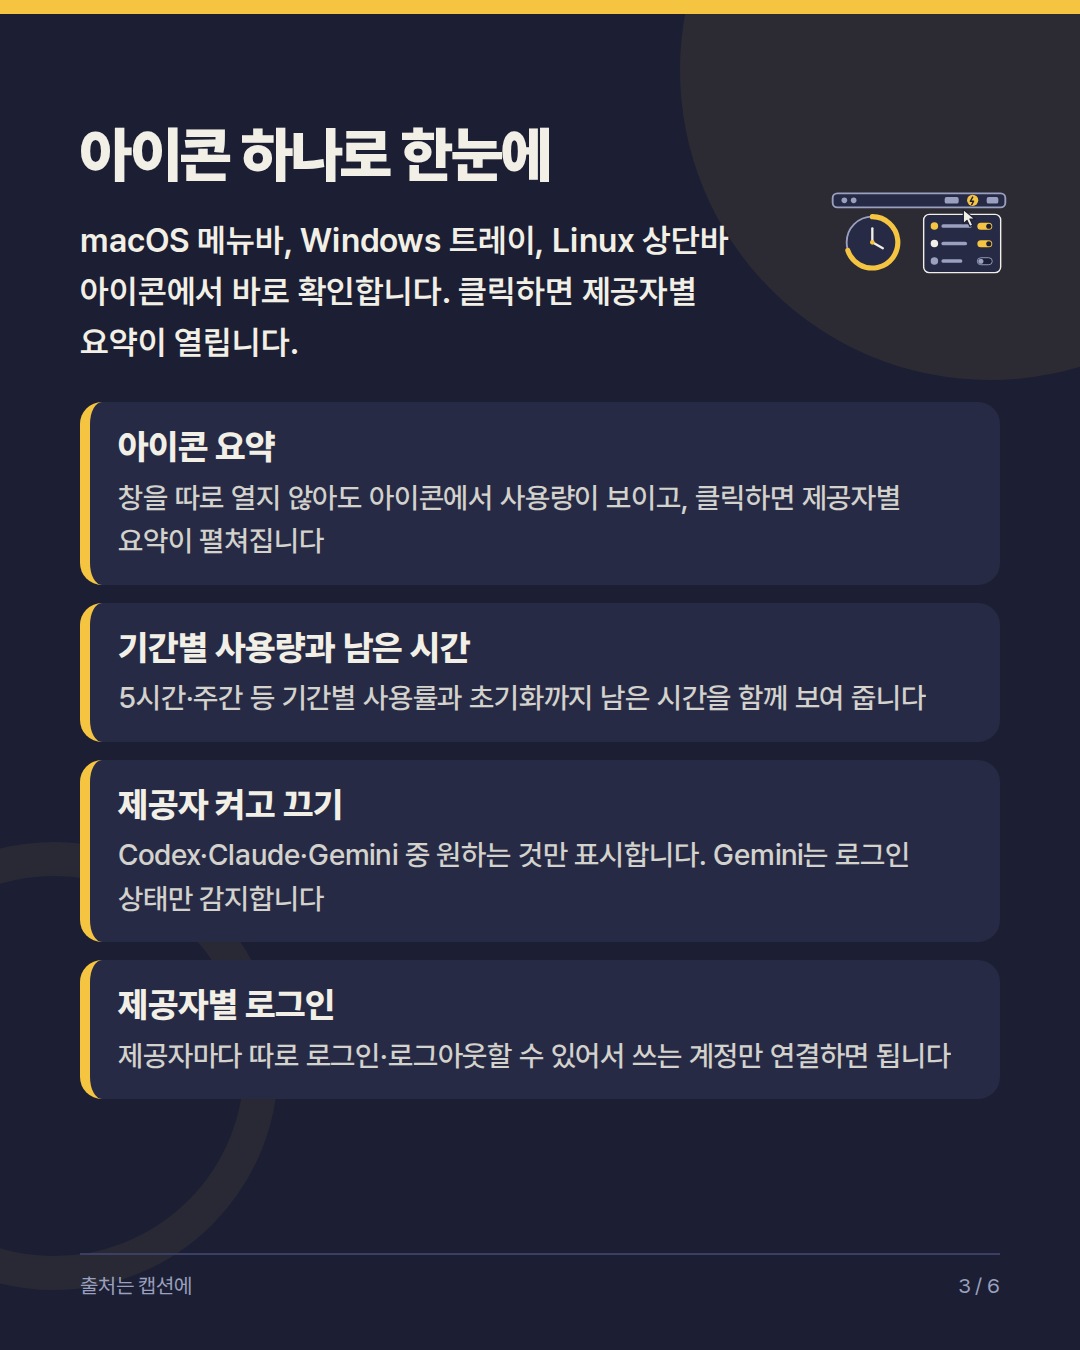 아이콘 하나로 한눈에
macOS 메뉴바, Windows 트레이, Linux 상단바
아이콘에서 바로 확인합니다. 클릭하면 제공자별
요약이 열립니다.
아이콘 요약
창을 따로 열지 않아도 아이콘에서 사용량이 보이고, 클릭하면 제공자별
요약이 펼쳐집니다
기간별 사용량과 남은 시간
5시간·주간 등 기간별 사용률과 초기화까지 남은 시간을 함께 보여 줍니다
제공자 켜고 끄기
Codex·Claude·Gemini 중 원하는 것만 표시합니다. Gemini는 로그인
상태만 감지합니다
제공자별 로그인
제공자마다 따로 로그인·로그아웃할 수 있어서 쓰는 계정만 연결하면 됩니다
출처는 캡션에
3 / 6